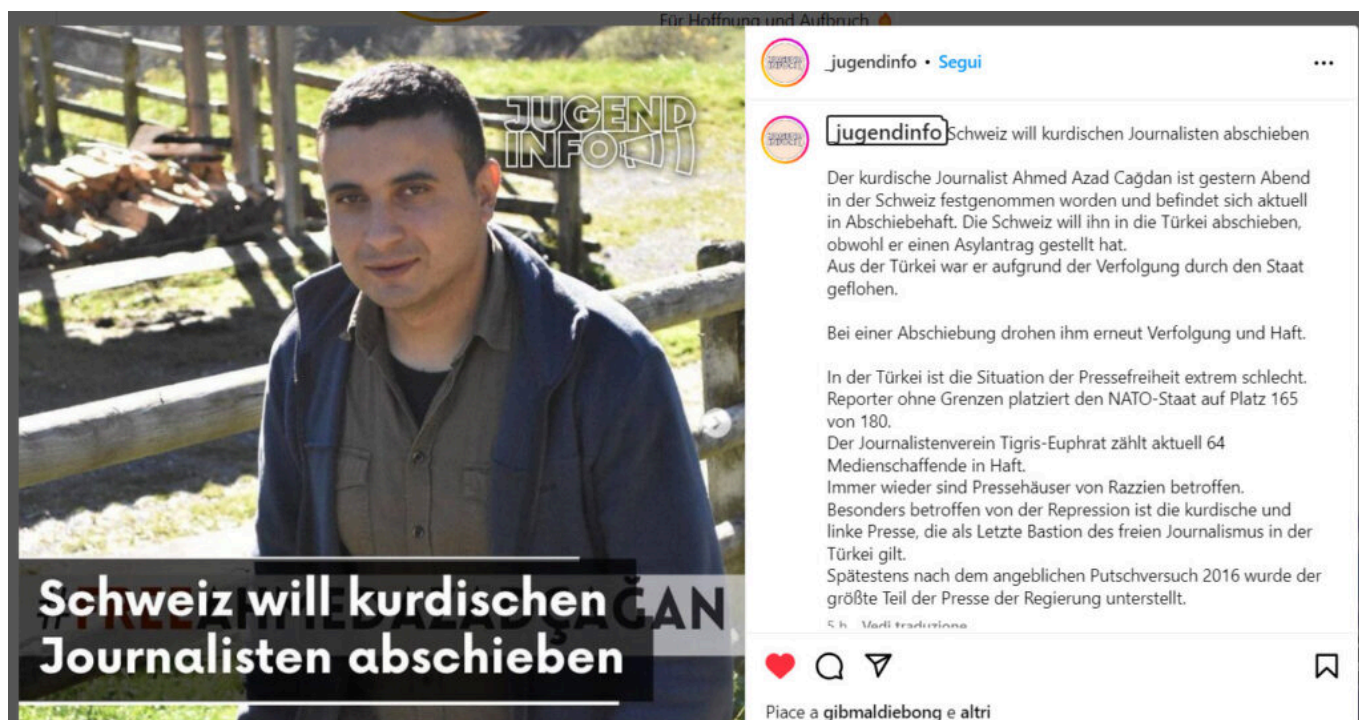 Für Hoffnung und Aufbruch
JUGEND
INFO
#FREEAHMEDAZADÇAĞAN
Schweiz will kurdischen
Journalisten abschieben
_jugendinfo • Segui
_jugendinfo Schweiz will kurdischen Journalisten abschieben
Der kurdische Journalist Ahmed Azad Cağdan ist gestern Abend
in der Schweiz festgenommen worden und befindet sich aktuell
in Abschiebehaft. Die Schweiz will ihn in die Türkei abschieben,
obwohl er einen Asylantrag gestellt hat.
Aus der Türkei war er aufgrund der Verfolgung durch den Staat
geflohen.
Bei einer Abschiebung drohen ihm erneut Verfolgung und Haft.
In der Türkei ist die Situation der Pressefreiheit extrem schlecht.
Reporter ohne Grenzen platziert den NATO-Staat auf Platz 165
von 180.
Der Journalistenverein Tigris-Euphrat zählt aktuell 64
Medienschaffende in Haft.
Immer wieder sind Pressehäuser von Razzien betroffen.
Besonders betroffen von der Repression ist die kurdische und
linke Presse, die als Letzte Bastion des freien Journalismus in der
Türkei gilt.
Spätestens nach dem angeblichen Putschversuch 2016 wurde der
größte Teil der Presse der Regierung unterstellt.
5 h Vedi traduzione
Piace a gibmaldiebong e altri